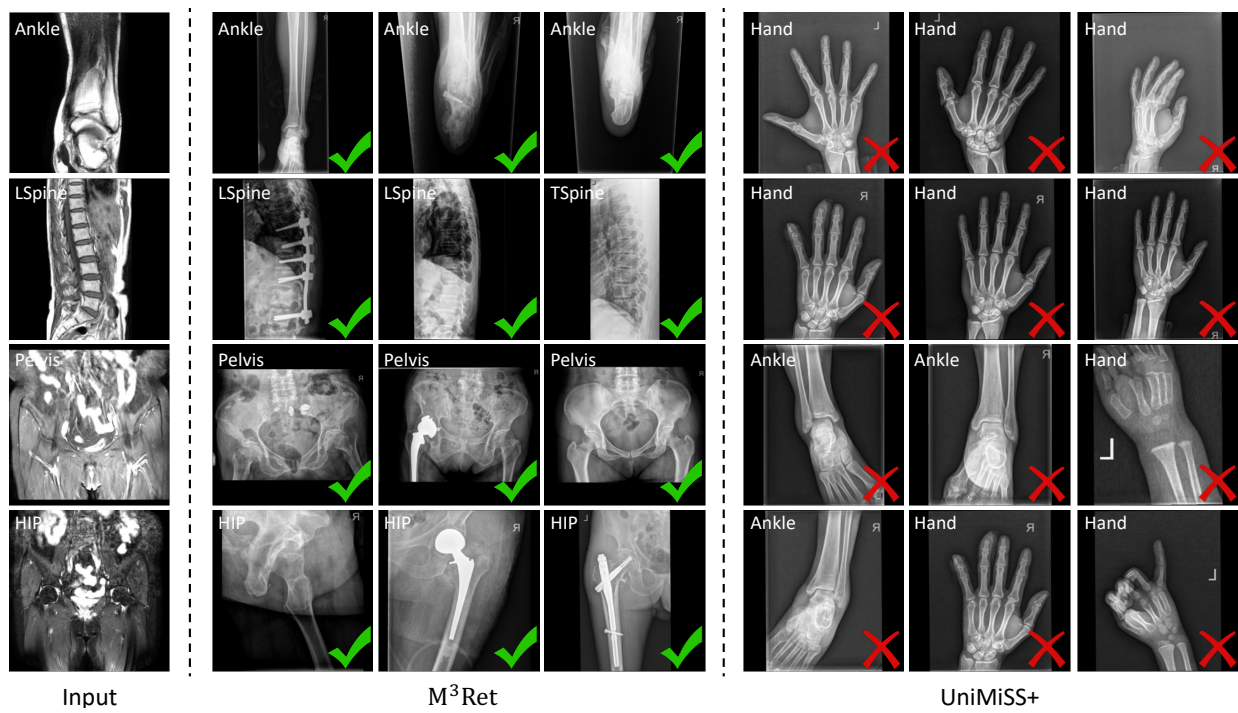 Ankle Ankle Ankle Ankle Hand Hand Hand
R L L R
LSpine LSpine LSpine TSpine Hand Hand Hand
R R R
Pelvis Pelvis Pelvis Pelvis Ankle Ankle Hand
R R R R L
HIP HIP HIP HIP Ankle Hand Hand
R R L R R L
Input M³Ret UniMiSS+